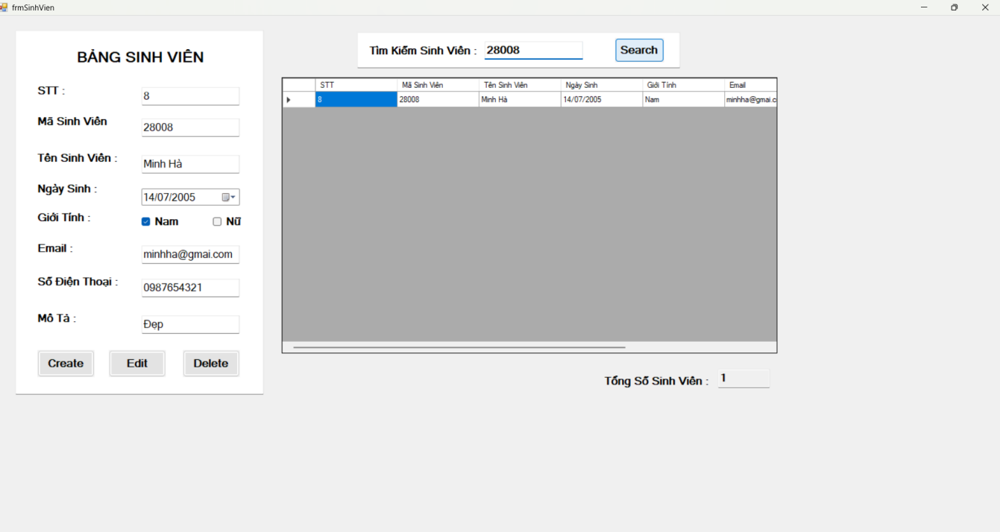 frmSinhVien
BẢNG SINH VIÊN
STT :
8
Mã Sinh Viên
28008
Tên Sinh Viên :
Minh Hà
Ngày Sinh :
14/07/2005
Giới Tính :
Nam
Nữ
Email :
minhha@gmai.com
Số Điện Thoại :
0987654321
Mô Tả :
Đẹp
Create Edit Delete
Tìm Kiếm Sinh Viên : 28008 Search
STT Mã Sinh Viên Tên Sinh Viên Ngày Sinh Giới Tính Email
8 28008 Minh Hà 14/07/2005 Nam minhha@gmai.c
Tổng Số Sinh Viên : 1